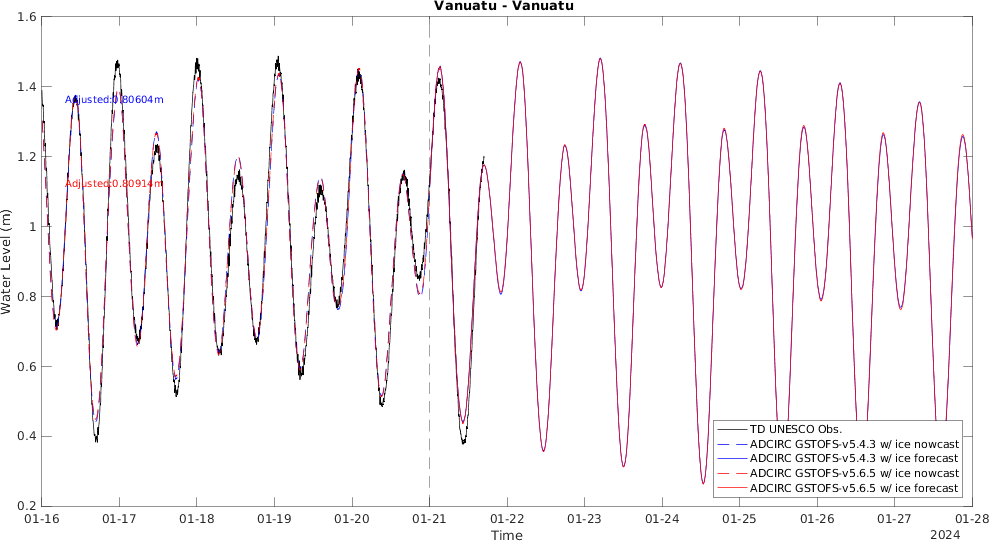 Vanuatu - Vanuatu
1.6
1.4
1.2
1
0.8
0.6
0.4
0.2
Water Level (m)
Adjusted:0.80604m
Adjusted:0.80914m
TD UNESCO Obs.
ADCIRC GSTOFS-v5.4.3 w/ ice nowcast
ADCIRC GSTOFS-v5.4.3 w/ ice forecast
ADCIRC GSTOFS-v5.6.5 w/ ice nowcast
ADCIRC GSTOFS-v5.6.5 w/ ice forecast
01-16 01-17 01-18 01-19 01-20 01-21 01-22 01-23 01-24 01-25 01-26 01-27 01-28
Time
2024